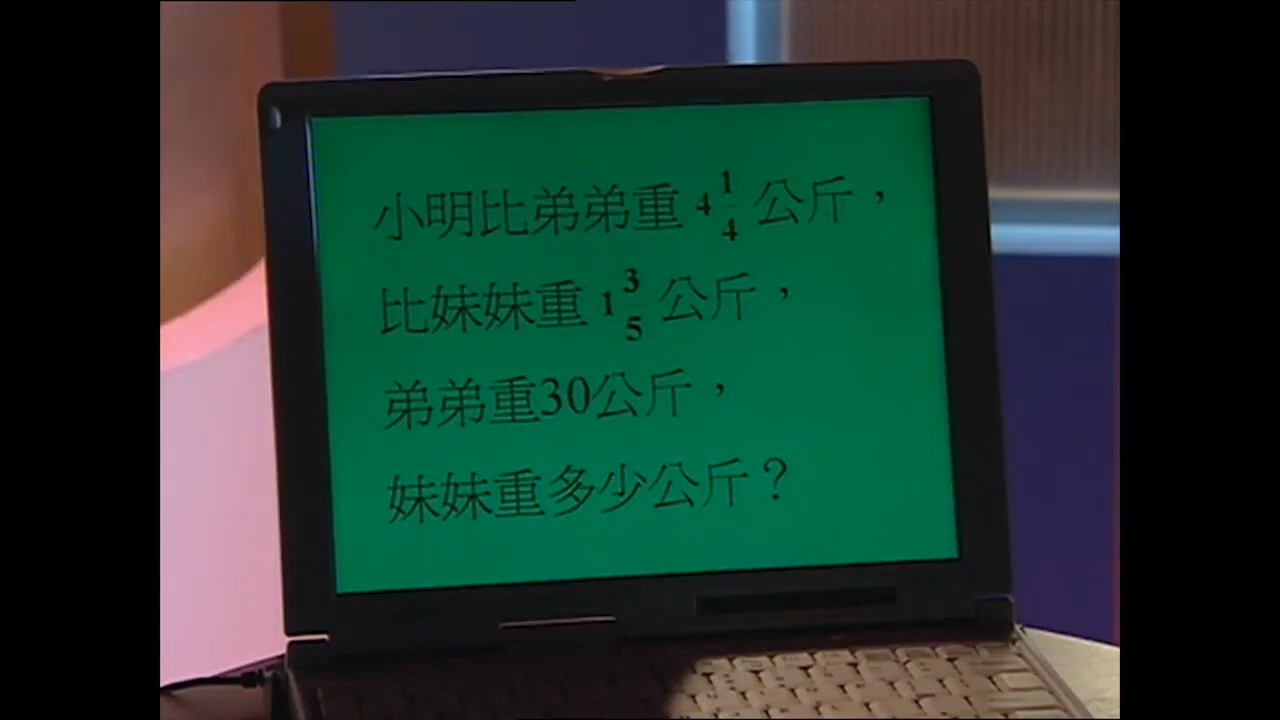 小明比弟弟重 4 1/4 公斤，
比妹妹重 1 3/5 公斤，
弟弟重30公斤，
妹妹重多少公斤？